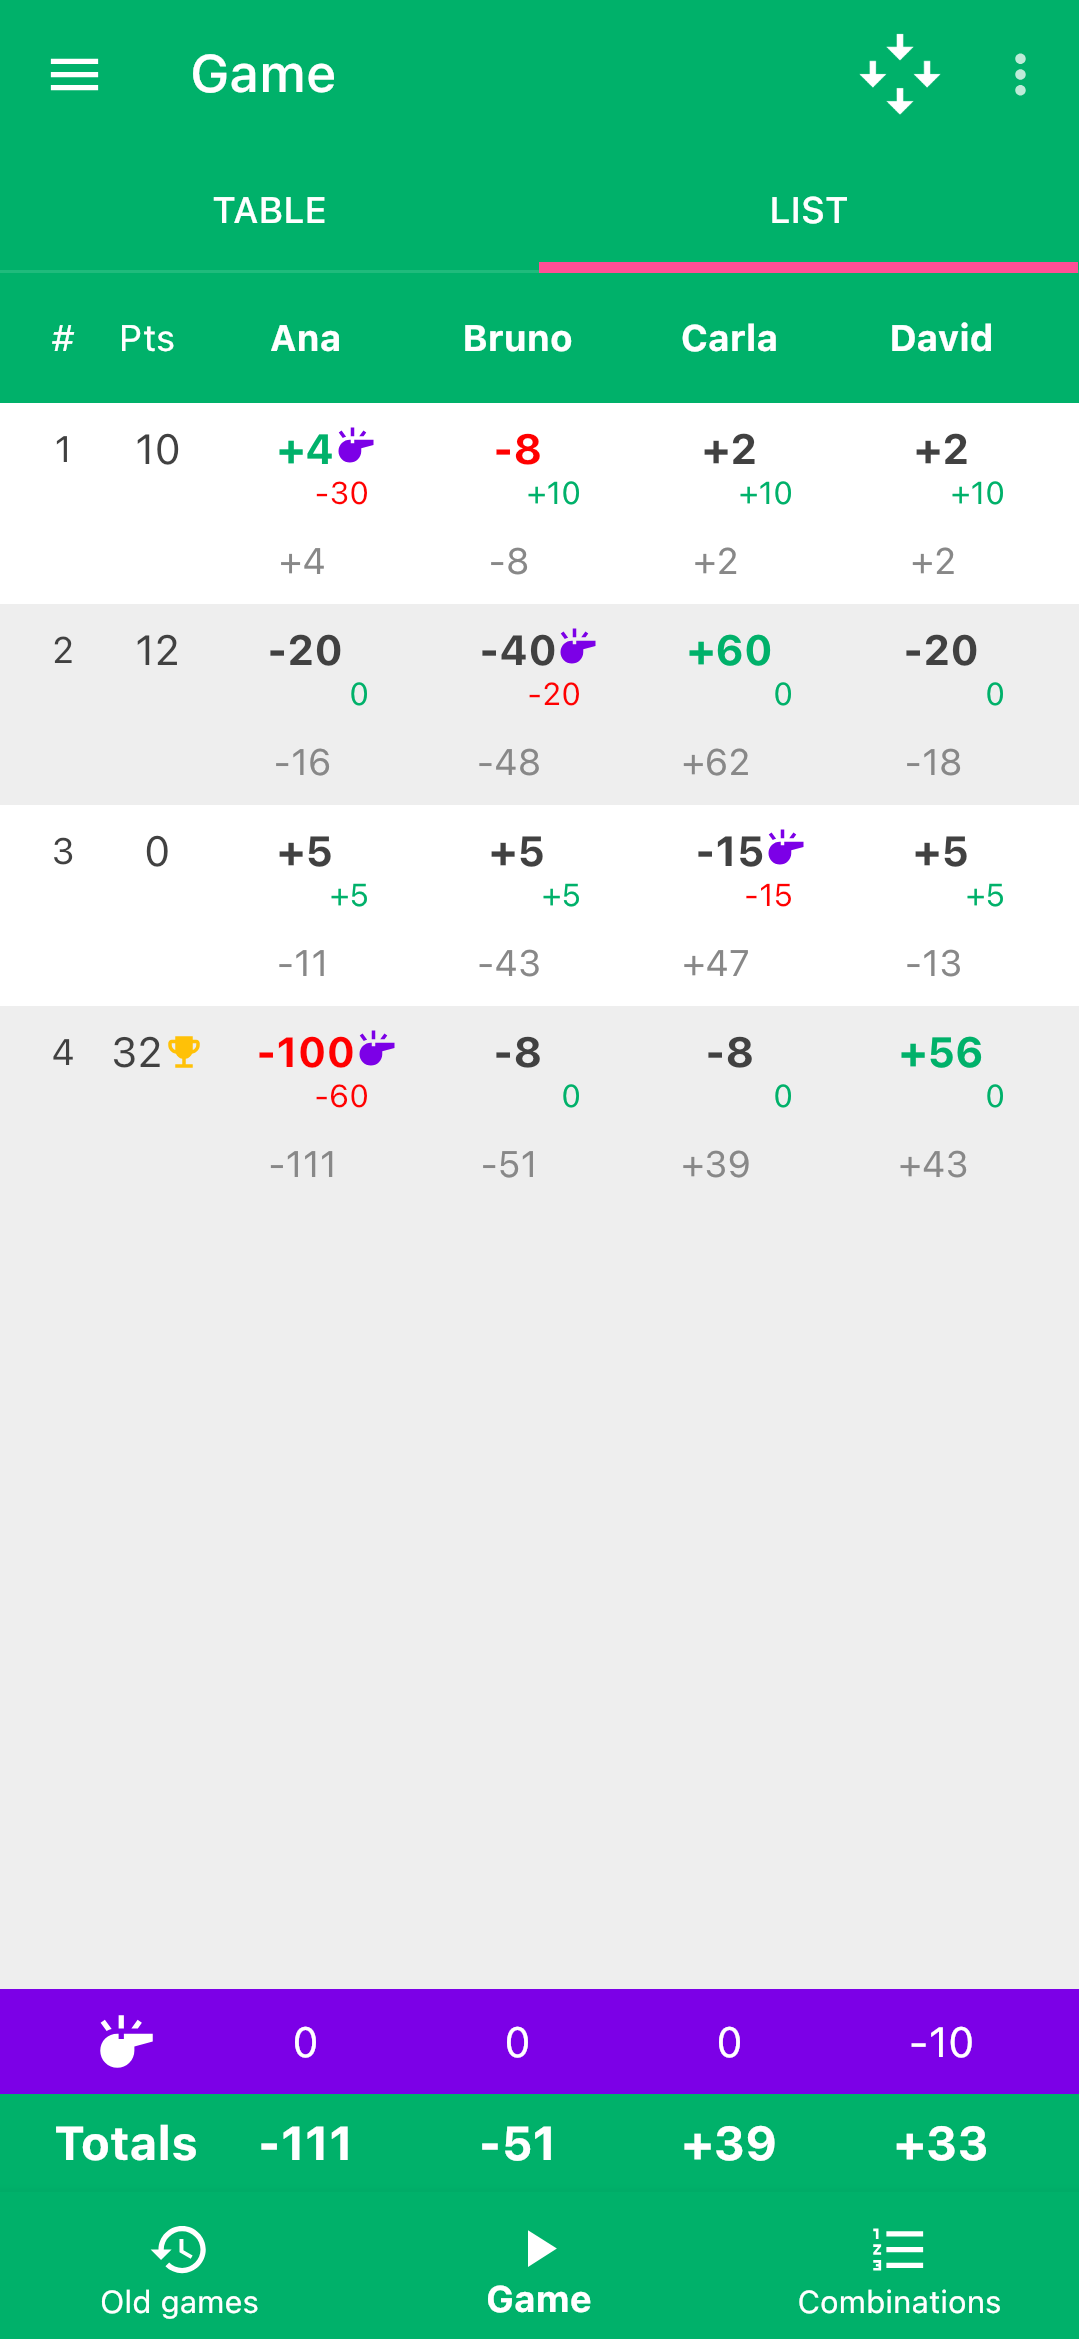 Game
TABLE LIST
# Pts Ana Bruno Carla David
1 10 +4 -8 +2 +2
-30 +10 +10 +10
+4 -8 +2 +2
2 12 -20 -40 +60 -20
0 -20 0 0
-16 -48 +62 -18
3 0 +5 +5 -15 +5
+5 +5 -15 +5
-11 -43 +47 -13
4 32 -100 -8 -8 +56
-60 0 0 0
-111 -51 +39 +43
0 0 0 -10
Totals -111 -51 +39 +33
Old games Game Combinations